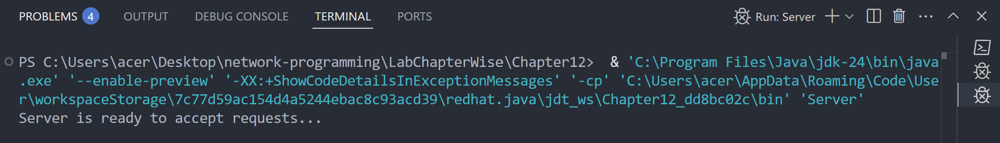 PROBLEMS 4 OUTPUT DEBUG CONSOLE TERMINAL PORTS Run: Server
PS C:\Users\acer\Desktop\network-programming\LabChapterWise\Chapter12>  & 'C:\Program Files\Java\jdk-24\bin\java
.exe' '--enable-preview' '-XX:+ShowCodeDetailsInExceptionMessages' '-cp' 'C:\Users\acer\AppData\Roaming\Code\Use
r\workspaceStorage\7c77d59ac154d4a5244ebac8c93acd39\redhat.java\jdt_ws\Chapter12_dd8bc02c\bin' 'Server'
Server is ready to accept requests...